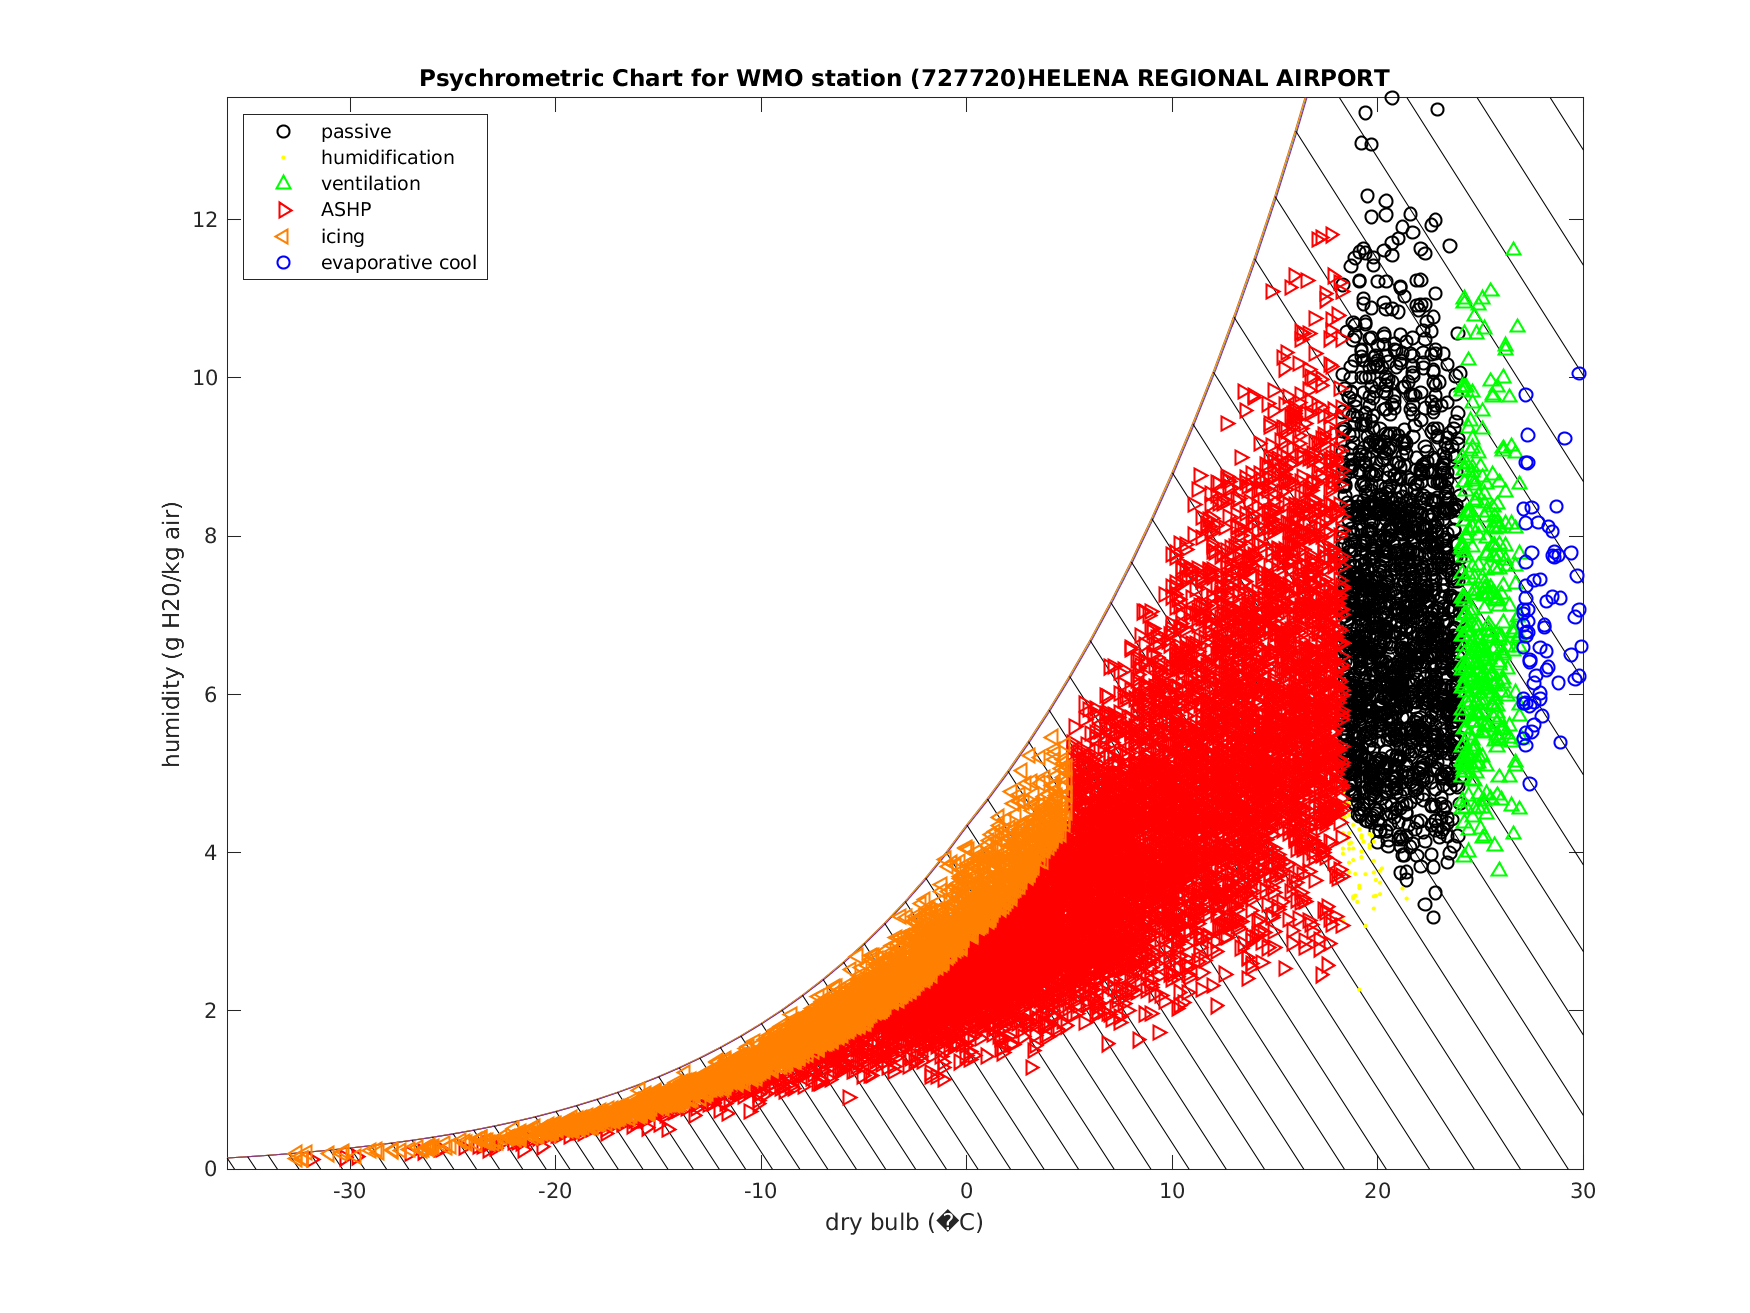 Psychrometric Chart for WMO station (727720)HELENA REGIONAL AIRPORT
passive
humidification
ventilation
ASHP
icing
evaporative cool
humidity (g H20/kg air)
12
10
8
6
4
2
0
-30 -20 -10 0 10 20 30
dry bulb (�C)